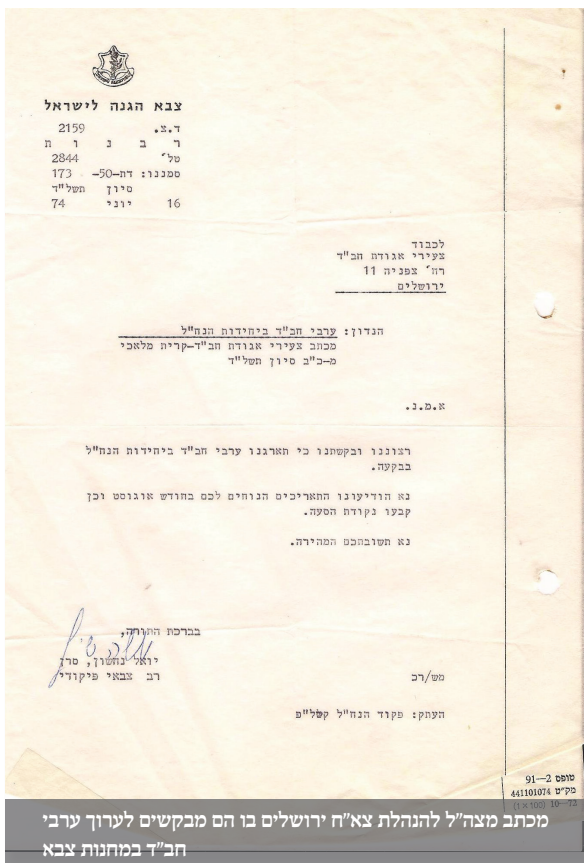 צבא הגנה לישראל
ד.צ. 2159
ר ב נ ו ת
טל׳ 2844
סמננו: דת-50- 173
סיון תשל"ד
16 יוני 74
לכבוד
צעירי אגודת חב"ד
רח׳ צפניה 11
ירושלים
הנדון: ערבי חב"ד ביחידות הנח"ל
מכתב צעירי אגודת חב"ד-קרית מלאכי
מ-כ"ב סיון תשל"ד
א.מ.נ.
רצוננו ובקשתנו כי תארגנו ערבי חב"ד ביחידות הנח"ל
בבקעה.
נא הודיעונו התאריכים הנוחים לכם בחודש אוגוסט וכן
קבעו נקודת הסעה.
נא תשובתכם המהירה.
בברכת התורה,
יואל נחשון, סרן
רב צבאי פיקודי
מש/רכ
העתק: פקוד הנח"ל קשל"פ
טופס 2—91
מק"ט 441101074
(1×100) 10—72
מכתב מצה"ל להנהלת צא"ח ירושלים בו הם מבקשים לערוך ערבי
חב"ד במחנות צבא